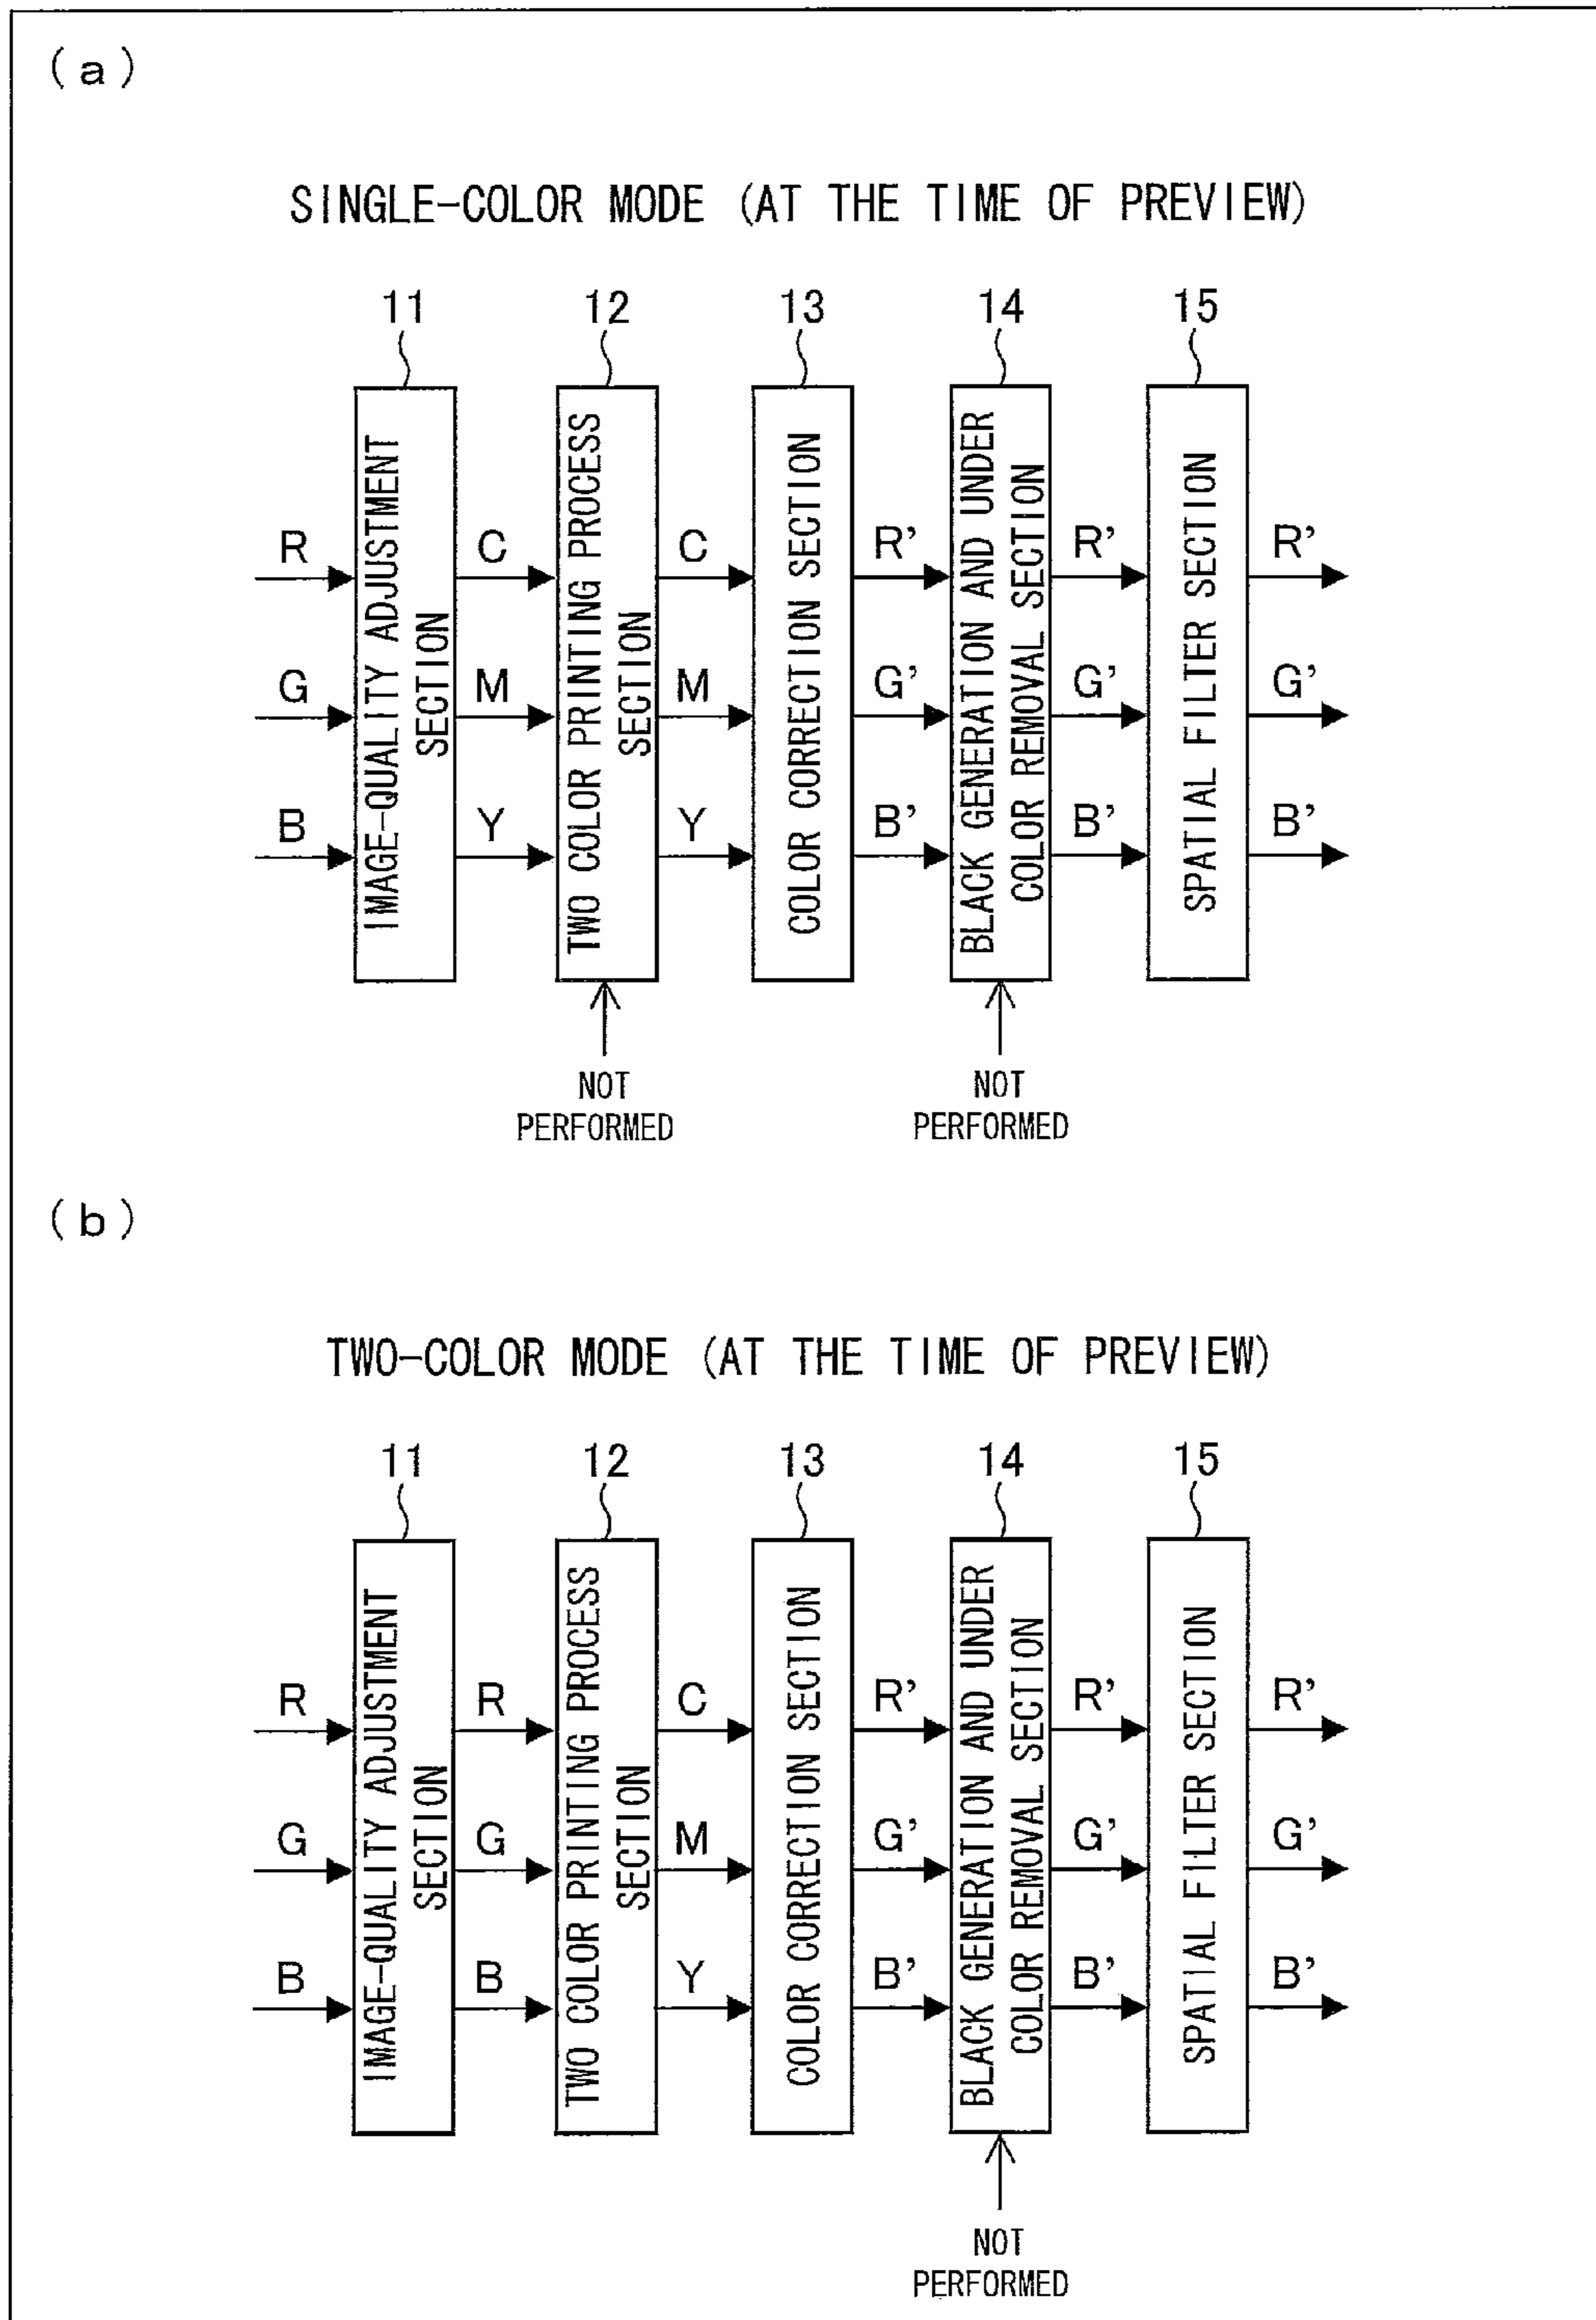 (a)
SINGLE-COLOR MODE (AT THE TIME OF PREVIEW)
11
12
13
14
15
R
G
B
IMAGE-QUALITY ADJUSTMENT
SECTION
C
M
Y
TWO COLOR PRINTING PROCESS
SECTION
C
M
Y
COLOR CORRECTION SECTION
R'
G'
B'
BLACK GENERATION AND UNDER
COLOR REMOVAL SECTION
R'
G'
B'
SPATIAL FILTER SECTION
R'
G'
B'
NOT
PERFORMED
NOT
PERFORMED
(b)
TWO-COLOR MODE (AT THE TIME OF PREVIEW)
11
12
13
14
15
R
G
B
IMAGE-QUALITY ADJUSTMENT
SECTION
R
G
B
TWO COLOR PRINTING PROCESS
SECTION
C
M
Y
COLOR CORRECTION SECTION
R'
G'
B'
BLACK GENERATION AND UNDER
COLOR REMOVAL SECTION
R'
G'
B'
SPATIAL FILTER SECTION
R'
G'
B'
NOT
PERFORMED